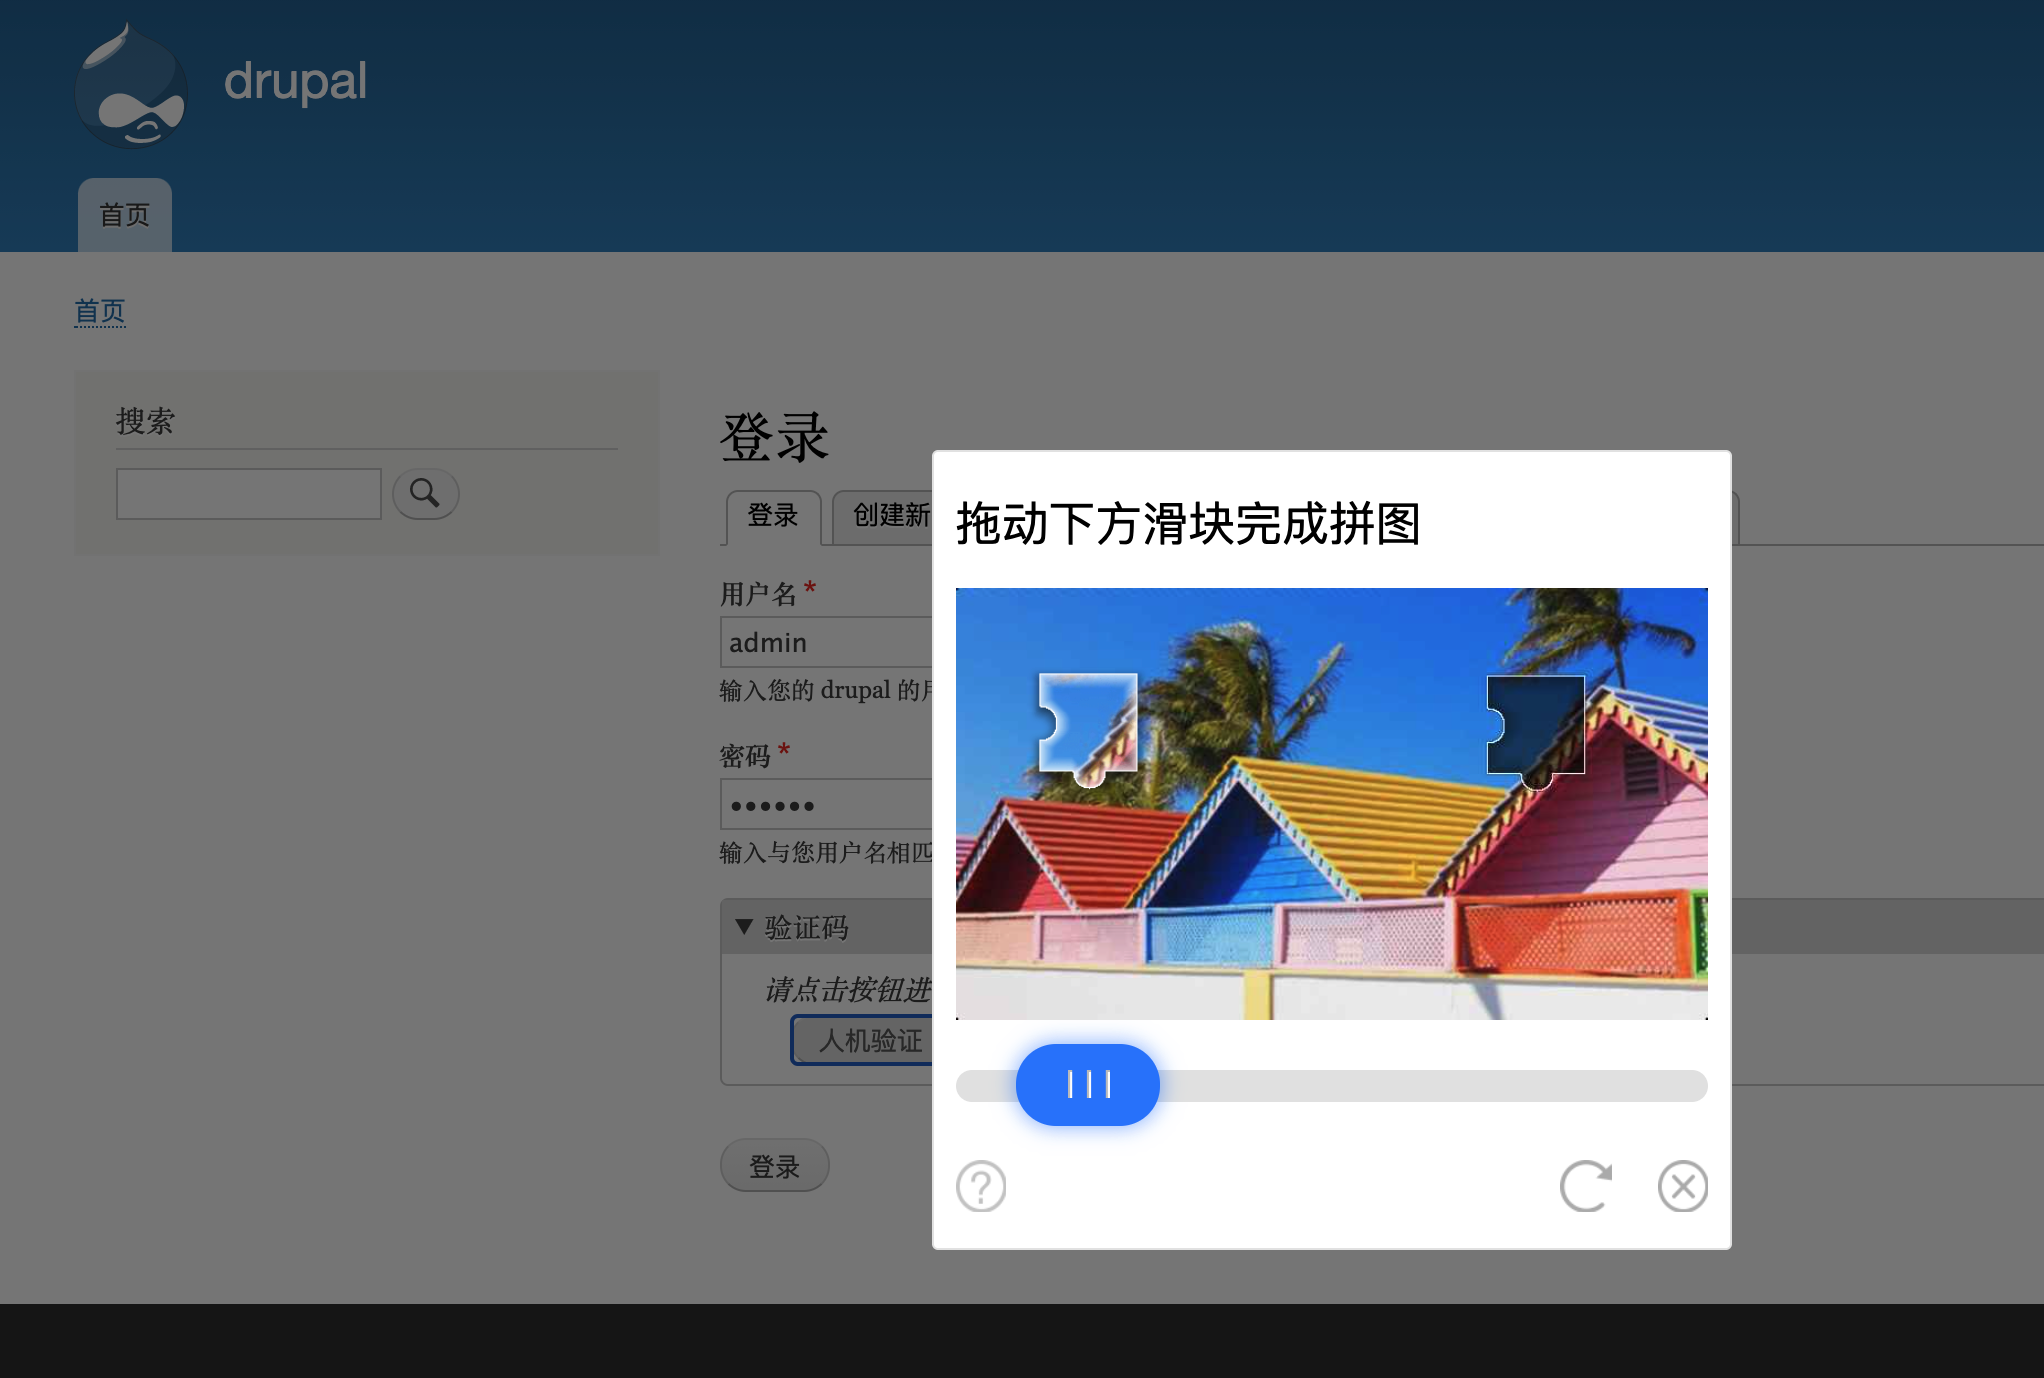 drupal
首页
首页
搜索
登录
登录
创建新
用户名 *
admin
输入您的 drupal 的
密码 *
输入与您用户名相匹
▼ 验证码
请点击按钮进
人机验证
登录
拖动下方滑块完成拼图